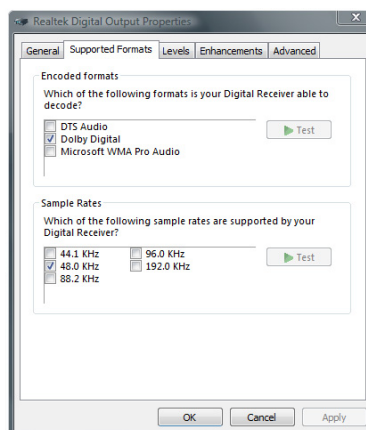 Realtek Digital Output Properties
General Supported Formats Levels Enhancements Advanced
Encoded formats
Which of the following formats is your Digital Receiver able to
decode?
DTS Audio
Dolby Digital
Microsoft WMA Pro Audio
Test
Sample Rates
Which of the following sample rates are supported by your
Digital Receiver?
44.1 KHz 96.0 KHz
48.0 KHz 192.0 KHz
88.2 KHz
Test
OK Cancel Apply